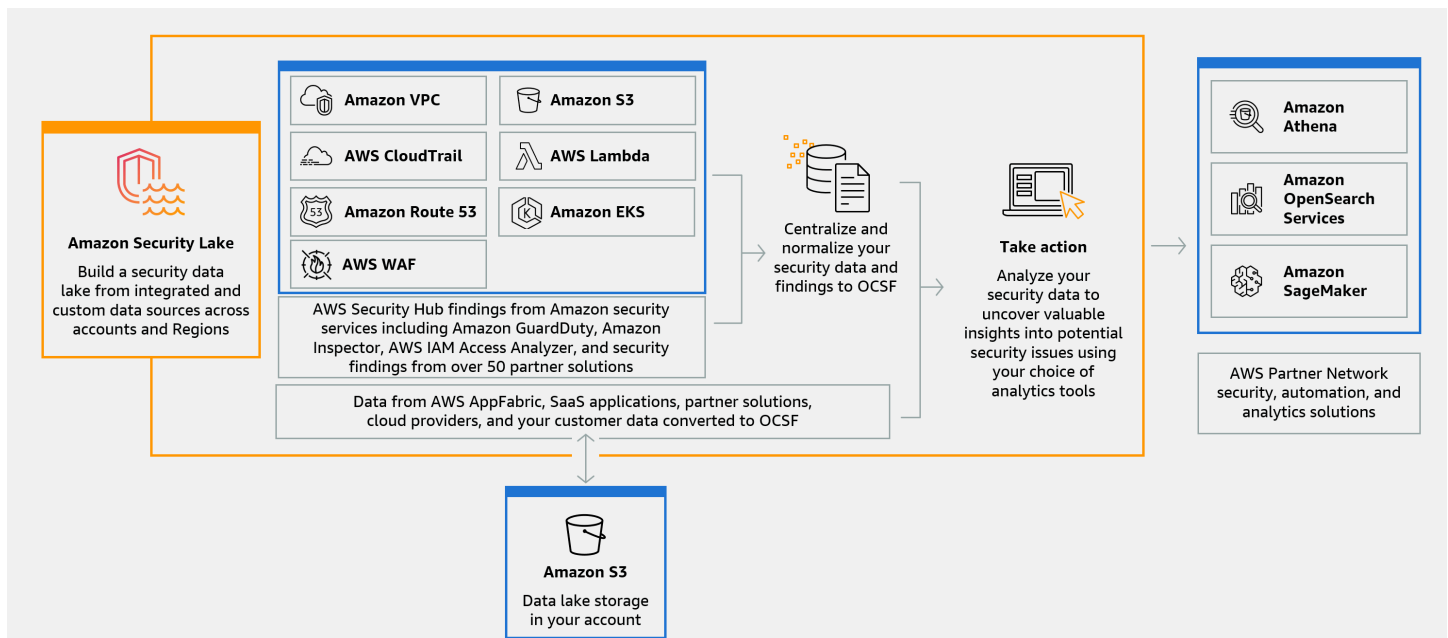 Amazon Security Lake
Build a security data
lake from integrated and
custom data sources across
accounts and Regions
Amazon VPC
Amazon S3
AWS CloudTrail
AWS Lambda
53
Amazon Route 53
K
Amazon EKS
AWS WAF
AWS Security Hub findings from Amazon security
services including Amazon GuardDuty, Amazon
Inspector, AWS IAM Access Analyzer, and security
findings from over 50 partner solutions
Data from AWS AppFabric, SaaS applications, partner solutions,
cloud providers, and your customer data converted to OCSF
Centralize and
normalize your
security data and
findings to OCSF
Take action
Analyze your
security data to
uncover valuable
insights into potential
security issues using
your choice of
analytics tools
Amazon
Athena
Amazon
OpenSearch
Services
Amazon
SageMaker
AWS Partner Network
security, automation, and
analytics solutions
Amazon S3
Data lake storage
in your account